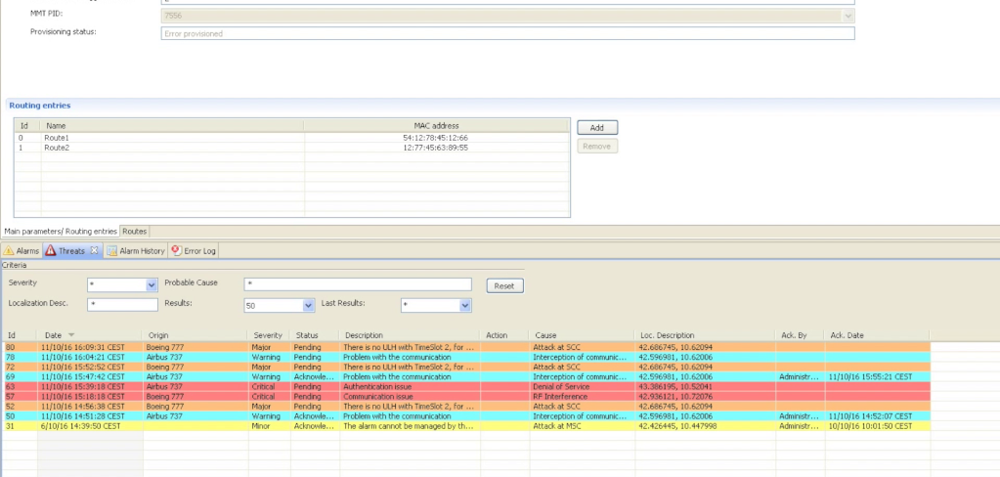 MMT PID: 7556
Provisioning status: Error provisioned
Routing entries
Id Name MAC address
0 Route1 54:12:78:45:12:66
1 Route2 12:77:45:63:89:55
Add
Remove
Main parameters/ Routing entries Routes
Alarms Threats Alarm History Error Log
Criteria
Severity * Probable Cause * Reset
Localization Desc. * Results: 50 Last Results: *
Id Date Origin Severity Status Description Action Cause Loc. Description Ack. By Ack. Date
80 11/10/16 16:09:31 CEST Boeing 777 Major Pending There is no ULH with TimeSlot 2, for ... Attack at SCC 42.686745, 10.62094
78 11/10/16 16:04:21 CEST Airbus 737 Warning Pending Problem with the communication Interception of communic... 42.596981, 10.62006
72 11/10/16 15:52:52 CEST Boeing 777 Major Pending There is no ULH with TimeSlot 2, for ... Attack at SCC 42.686745, 10.62094
69 11/10/16 15:47:42 CEST Airbus 737 Warning Acknowle... Problem with the communication Interception of communic... 42.596981, 10.62006 Administr... 11/10/16 15:55:21 CEST
63 11/10/16 15:39:18 CEST Airbus 737 Critical Pending Authentication issue Denial of Service 43.386195, 10.52041
57 11/10/16 15:18:18 CEST Boeing 777 Critical Pending Communication issue RF Interference 42.936121, 10.72076
52 11/10/16 14:56:38 CEST Boeing 777 Major Pending There is no ULH with TimeSlot 2, for ... Attack at SCC 42.686745, 10.62094
50 11/10/16 14:51:28 CEST Airbus 737 Warning Acknowle... Problem with the communication Interception of communic... 42.596981, 10.62006 Administr... 11/10/16 14:52:07 CEST
31 6/10/16 14:39:50 CEST Minor Acknowle... The alarm cannot be managed by th... Attack at MSC 42.426445, 10.447998 Administr... 10/10/16 10:01:50 CEST